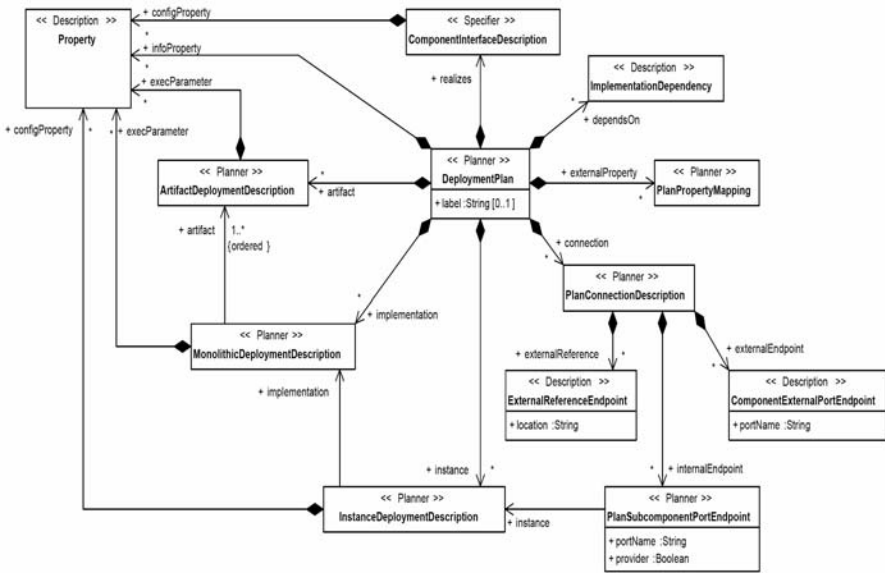 << Description >>
Property
+ configProperty
*
+ infoProperty
*
+ execParameter
*
+ configProperty
*
* + execParameter
<< Specifier >>
ComponentInterfaceDescription
+ realizes
<< Description >>
ImplementationDependency
*
+ dependsOn
<< Planner >>
ArtifactDeploymentDescription
*
+ artifact
<< Planner >>
DeploymentPlan
+ label :String [0..1 ]
+ externalProperty
*
<< Planner >>
PlanPropertyMapping
+ artifact
1..*
{ordered }
+ connection
*
<< Planner >>
PlanConnectionDescription
*
+ implementation
<< Planner >>
MonolithicDeploymentDescription
+ externalReference
*
+ externalEndpoint
*
<< Description >>
ExternalReferenceEndpoint
+ location :String
<< Description >>
ComponentExternalPortEndpoint
+ portName :String
+ implementation
+ instance
*
*
+ internalEndpoint
<< Planner >>
InstanceDeploymentDescription
+ instance
<< Planner >>
PlanSubcomponentPortEndpoint
+ portName :String
+ provider :Boolean